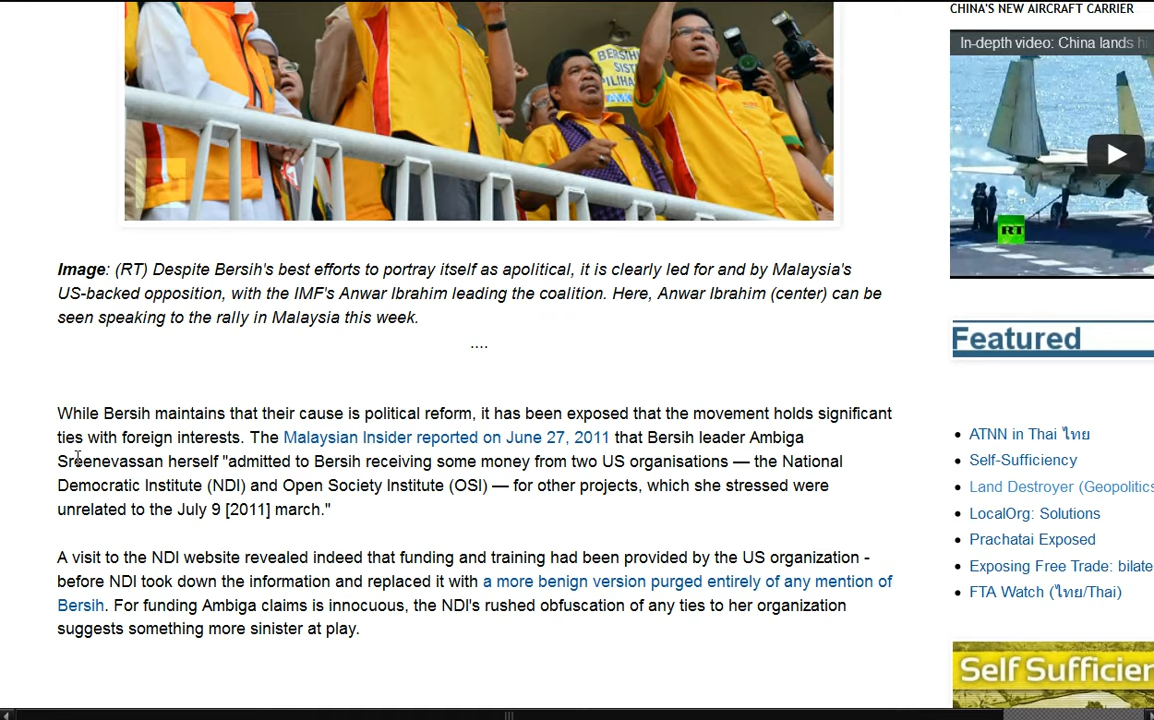 BERSIH
SIST
PILIHA
Image: (RT) Despite Bersih's best efforts to portray itself as apolitical, it is clearly led for and by Malaysia's
US-backed opposition, with the IMF's Anwar Ibrahim leading the coalition. Here, Anwar Ibrahim (center) can be
seen speaking to the rally in Malaysia this week.
....
While Bersih maintains that their cause is political reform, it has been exposed that the movement holds significant
ties with foreign interests. The Malaysian Insider reported on June 27, 2011 that Bersih leader Ambiga
Sreenevassan herself "admitted to Bersih receiving some money from two US organisations — the National
Democratic Institute (NDI) and Open Society Institute (OSI) — for other projects, which she stressed were
unrelated to the July 9 [2011] march."
A visit to the NDI website revealed indeed that funding and training had been provided by the US organization -
before NDI took down the information and replaced it with a more benign version purged entirely of any mention of
Bersih. For funding Ambiga claims is innocuous, the NDI's rushed obfuscation of any ties to her organization
suggests something more sinister at play.
CHINA'S NEW AIRCRAFT CARRIER
In-depth video: China lands hi
RT
Featured
ATNN in Thai ไทย
Self-Sufficiency
Land Destroyer (Geopolitics
LocalOrg: Solutions
Prachatai Exposed
Exposing Free Trade: bilate
FTA Watch (ไทย/Thai)
Self Sufficien